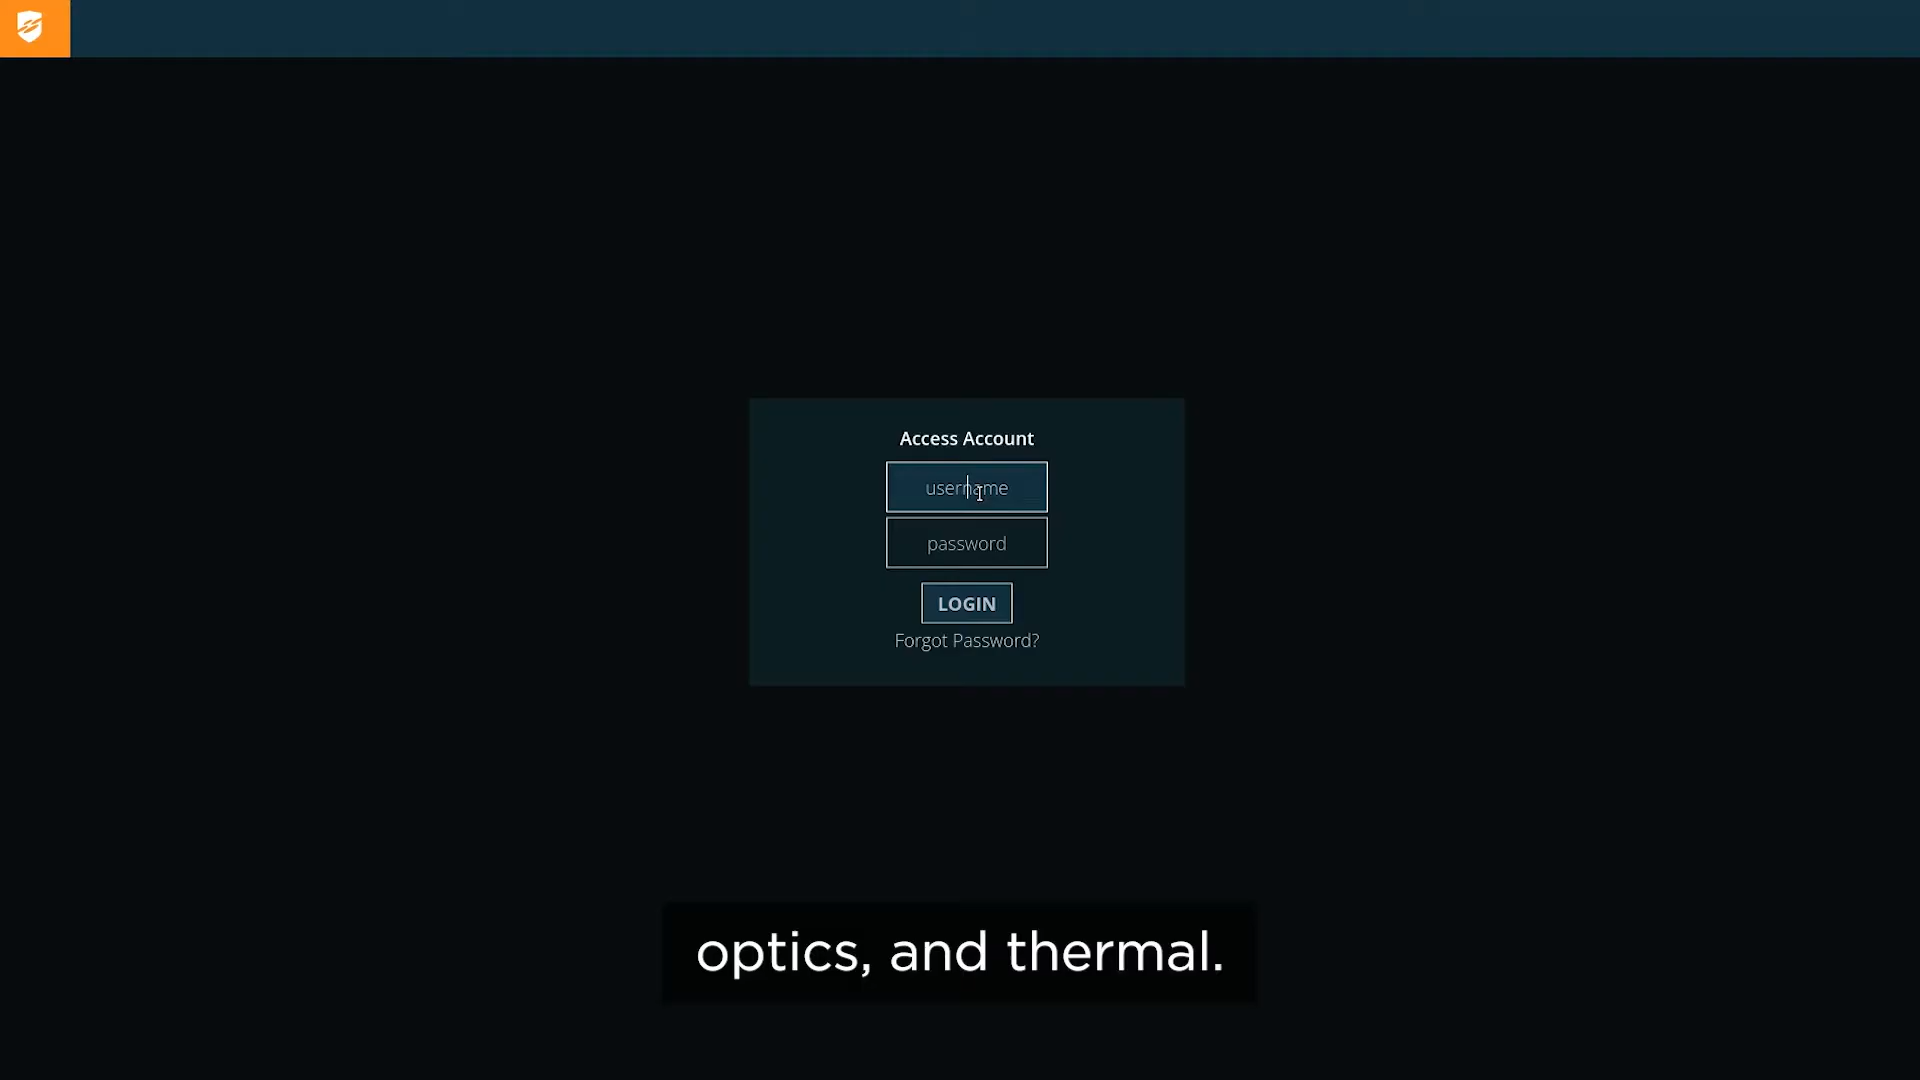 Access Account
username
password
LOGIN
Forgot Password?
optics, and thermal.